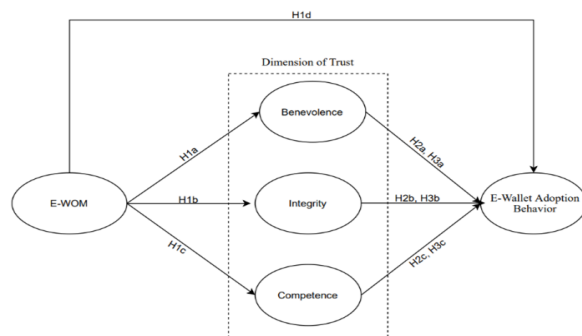 H1d
Dimension of Trust
Benevolence
H1a
H2a, H3a
E-WOM
H1b
Integrity
H2b, H3b
E-Wallet Adoption
Behavior
H1c
H2c, H3c
Competence